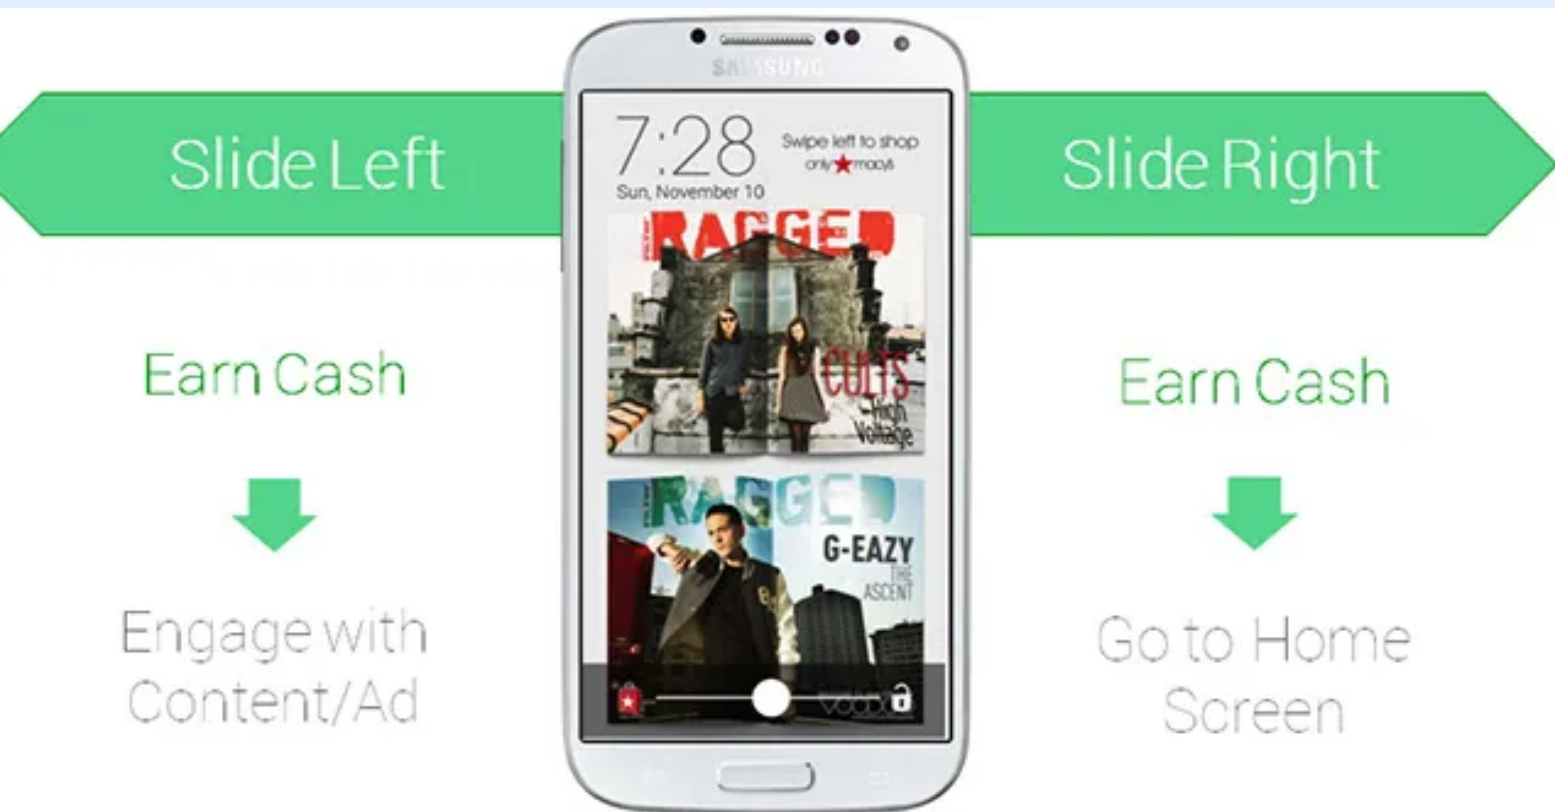 SAMSUNG
Slide Left
Slide Right
7:28
Sun, November 10
Swipe left to shop
only macys
RAGGED
CULTS
High
Voltage
RAGGED
G-EAZY
THE
ASCENT
Earn Cash
Engage with
Content/Ad
Earn Cash
Go to Home
Screen